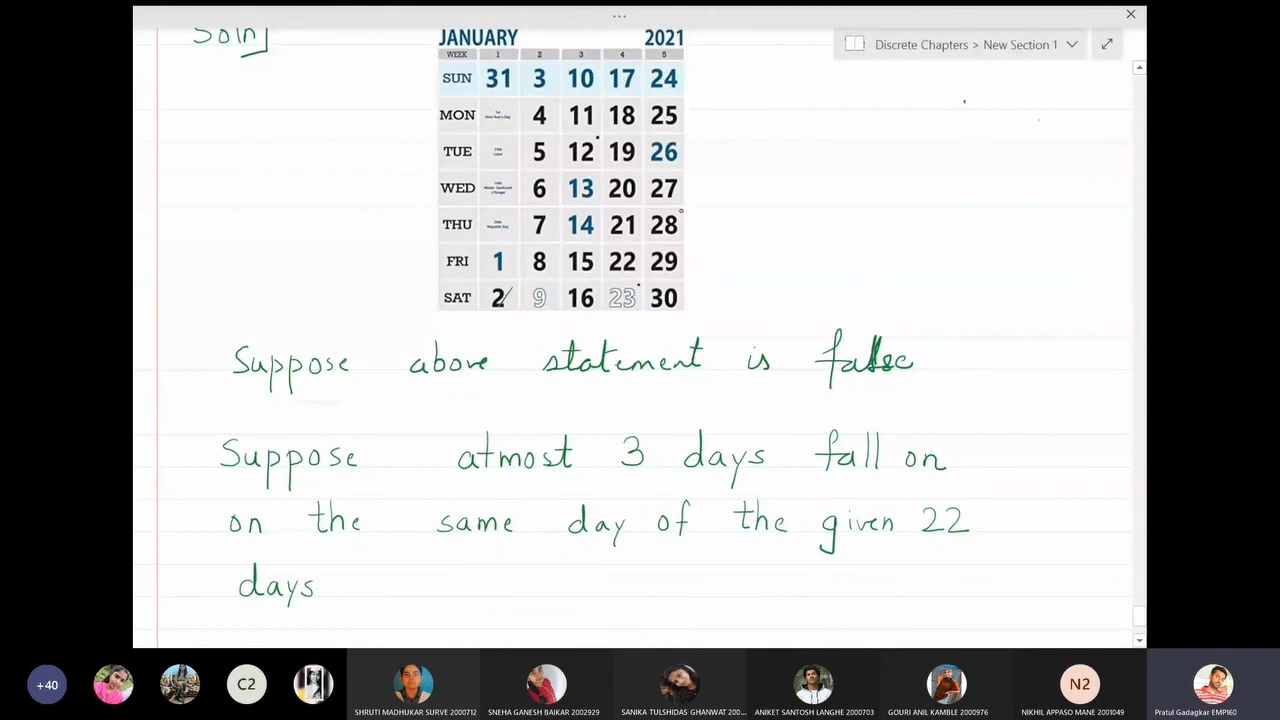 Soln
JANUARY 2021
WEEK 1 2 3 4 5
SUN 31 3 10 17 24
MON 4 11 18 25
TUE 5 12 19 26
WED 6 13 20 27
THU 7 14 21 28
FRI 1 8 15 22 29
SAT 2 9 16 23 30
Discrete Chapters > New Section 1
Suppose above statement is false
Suppose atmost 3 days fall on
on the same day of the given 22
days
+40
C2
N2
SHRUTI MADHUKAR SURVE 2000712
SNEHA GANESH BAIKAR 2002929
SANIKA TULSHIDAS GHANWAT 200...
ANIKET SANTOSH LANGHE 2000703
GOURI ANIL KAMBLE 2000976
NIKHIL APPASO MANE 2001049
Pratul Gadagkar EMP160